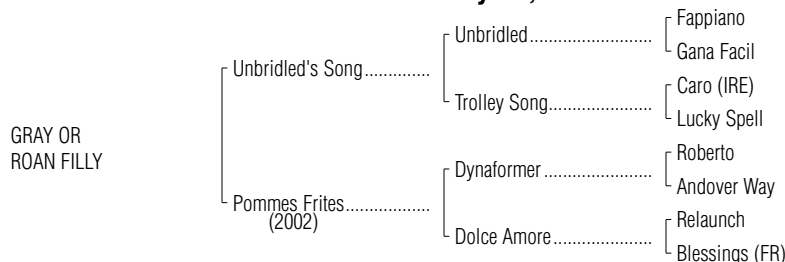 GRAY OR
ROAN FILLY
Unbridled's Song..............
Unbridled..............................
Fappiano
Gana Facil
Trolley Song.........................
Caro (IRE)
Lucky Spell
Pommes Frites....................
(2002)
Dynaformer..........................
Roberto
Andover Way
Dolce Amore........................
Relaunch
Blessings (FR)